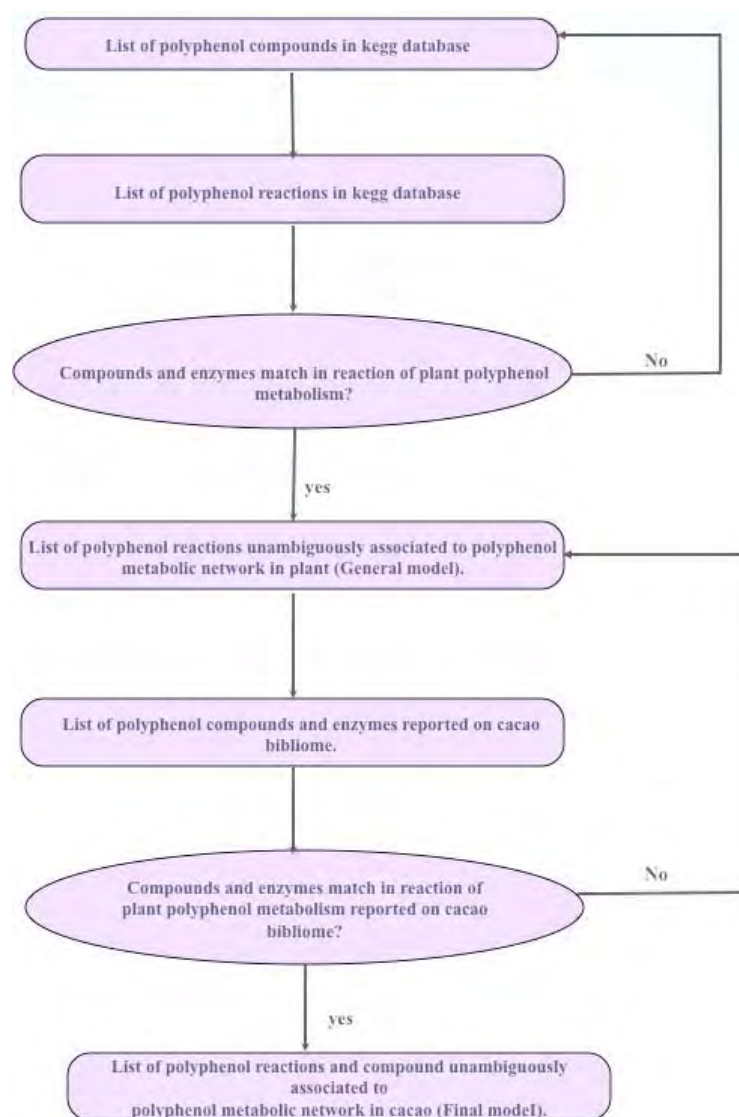 List of polyphenol compounds in kegg database
List of polyphenol reactions in kegg database
Compounds and enzymes match in reaction of plant polyphenol
metabolism?
No
yes
List of polyphenol reactions unambiguously associated to polyphenol
metabolic network in plant (General model).
List of polyphenol compounds and enzymes reported on cacao
bibliome.
Compounds and enzymes match in reaction of
plant polyphenol metabolism reported on cacao
bibliome?
No
yes
List of polyphenol reactions and compound unambiguously
associated to
polyphenol metabolic network in cacao (Final model).